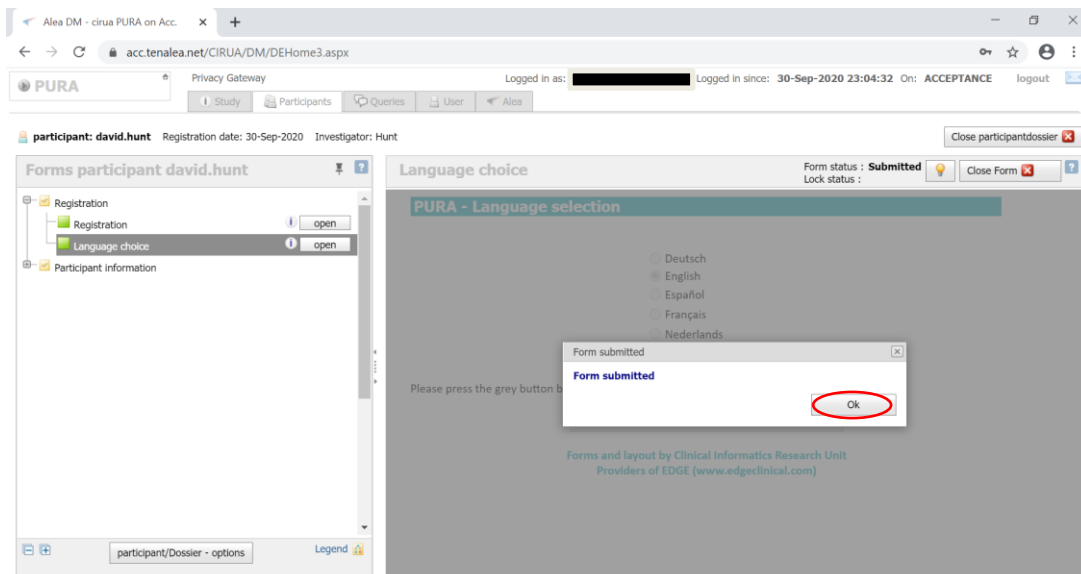 Alea DM - cirua PURA on Acc.
acc.tenalea.net/CIRUA/DM/DEHome3.aspx
PURA
Privacy Gateway
Logged in as:
Logged in since: 30-Sep-2020 23:04:32 On: ACCEPTANCE
logout
Study Participants Queries User Alea
participant: david.hunt Registration date: 30-Sep-2020 Investigator: Hunt
Close participantdossier
Forms participant david.hunt
Registration
Registration open
Language choice open
Participant information
participant/Dossier - options
Legend
Language choice
Form status : Submitted
Lock status :
Close Form
PURA - Language selection
Deutsch
English
Español
Français
Nederlands
Form submitted
Form submitted
Ok
Please press the grey button b
Forms and layout by Clinical Informatics Research Unit
Providers of EDGE (www.edgeclinical.com)